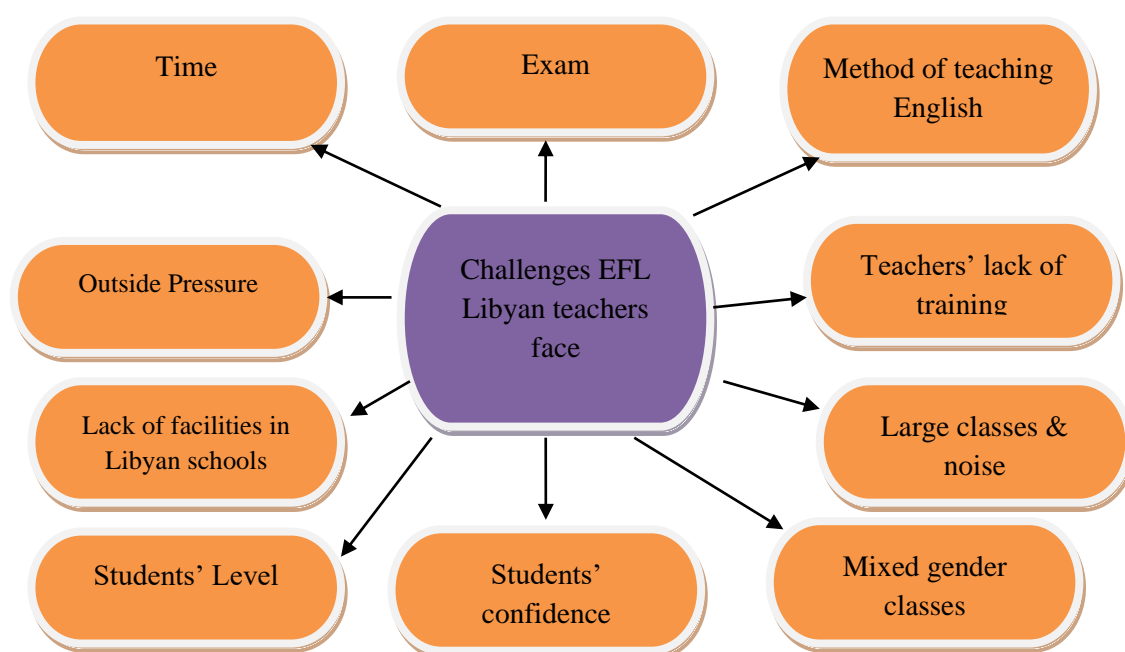 Time
Exam
Method of teaching
English
Outside Pressure
Challenges EFL
Libyan teachers
face
Teachers’ lack of
training
Lack of facilities in
Libyan schools
Large classes &
noise
Students’ Level
Students’
confidence
Mixed gender
classes